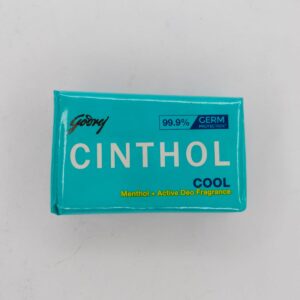 Godrej
99.9% GERM
PROTECTION
CINTHOL
COOL
Menthol + Active Deo Fragrance